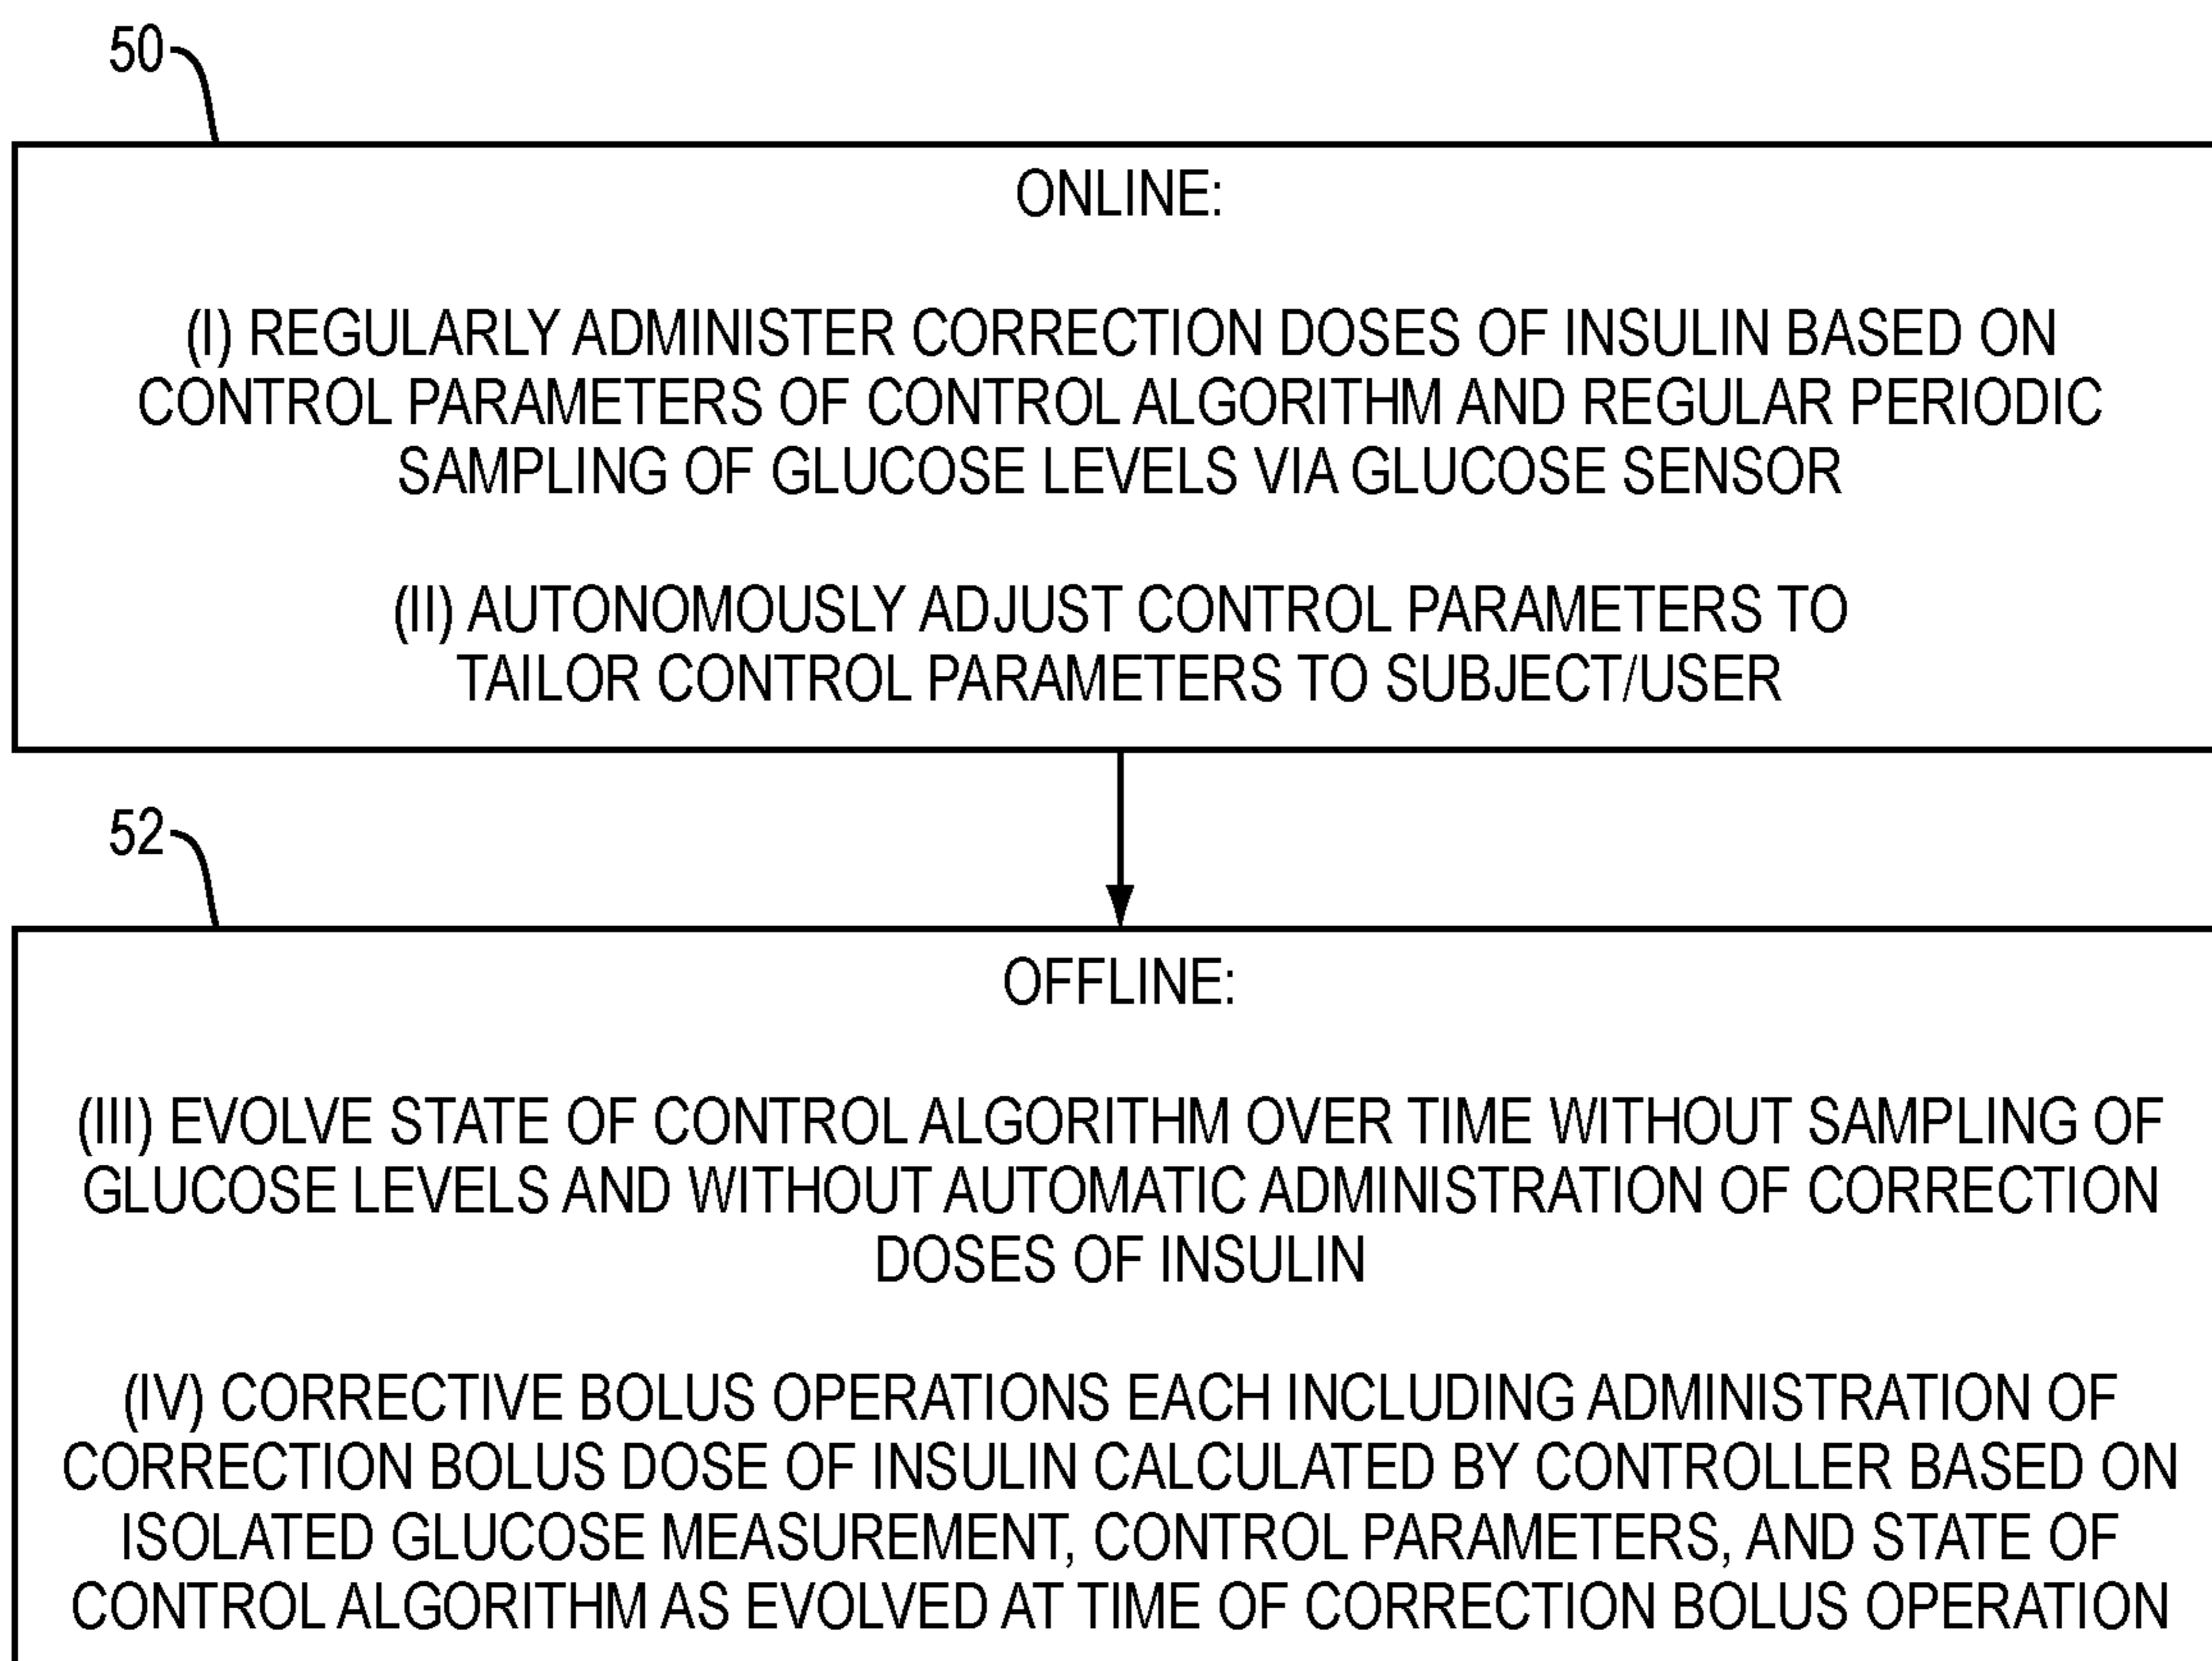 50
ONLINE:
(I) REGULARLY ADMINISTER CORRECTION DOSES OF INSULIN BASED ON
CONTROL PARAMETERS OF CONTROL ALGORITHM AND REGULAR PERIODIC
SAMPLING OF GLUCOSE LEVELS VIA GLUCOSE SENSOR
(II) AUTONOMOUSLY ADJUST CONTROL PARAMETERS TO
TAILOR CONTROL PARAMETERS TO SUBJECT/USER
52
OFFLINE:
(III) EVOLVE STATE OF CONTROL ALGORITHM OVER TIME WITHOUT SAMPLING OF
GLUCOSE LEVELS AND WITHOUT AUTOMATIC ADMINISTRATION OF CORRECTION
DOSES OF INSULIN
(IV) CORRECTIVE BOLUS OPERATIONS EACH INCLUDING ADMINISTRATION OF
CORRECTION BOLUS DOSE OF INSULIN CALCULATED BY CONTROLLER BASED ON
ISOLATED GLUCOSE MEASUREMENT, CONTROL PARAMETERS, AND STATE OF
CONTROL ALGORITHM AS EVOLVED AT TIME OF CORRECTION BOLUS OPERATION